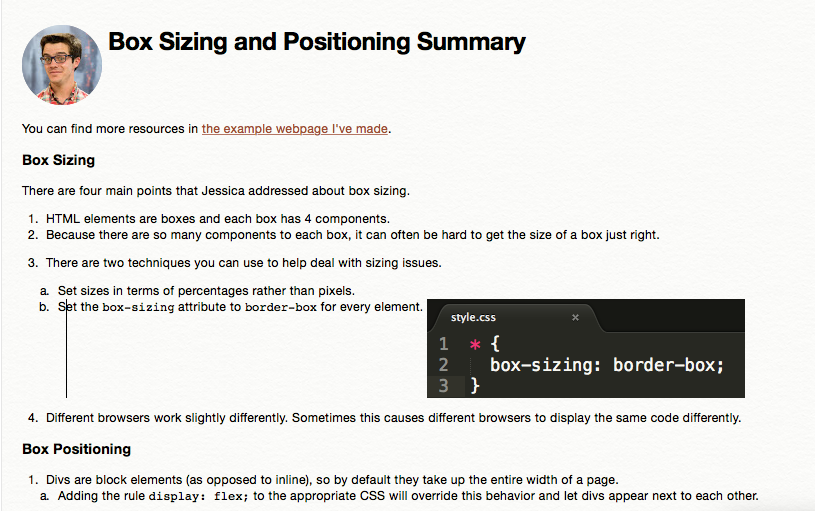 Box Sizing and Positioning Summary
You can find more resources in the example webpage I've made.
Box Sizing
There are four main points that Jessica addressed about box sizing.
1. HTML elements are boxes and each box has 4 components.
2. Because there are so many components to each box, it can often be hard to get the size of a box just right.
3. There are two techniques you can use to help deal with sizing issues.
a. Set sizes in terms of percentages rather than pixels.
b. Set the box-sizing attribute to border-box for every element.
style.css ×
1 * {
2 box-sizing: border-box;
3 }
4. Different browsers work slightly differently. Sometimes this causes different browsers to display the same code differently.
Box Positioning
1. Divs are block elements (as opposed to inline), so by default they take up the entire width of a page.
a. Adding the rule display: flex; to the appropriate CSS will override this behavior and let divs appear next to each other.